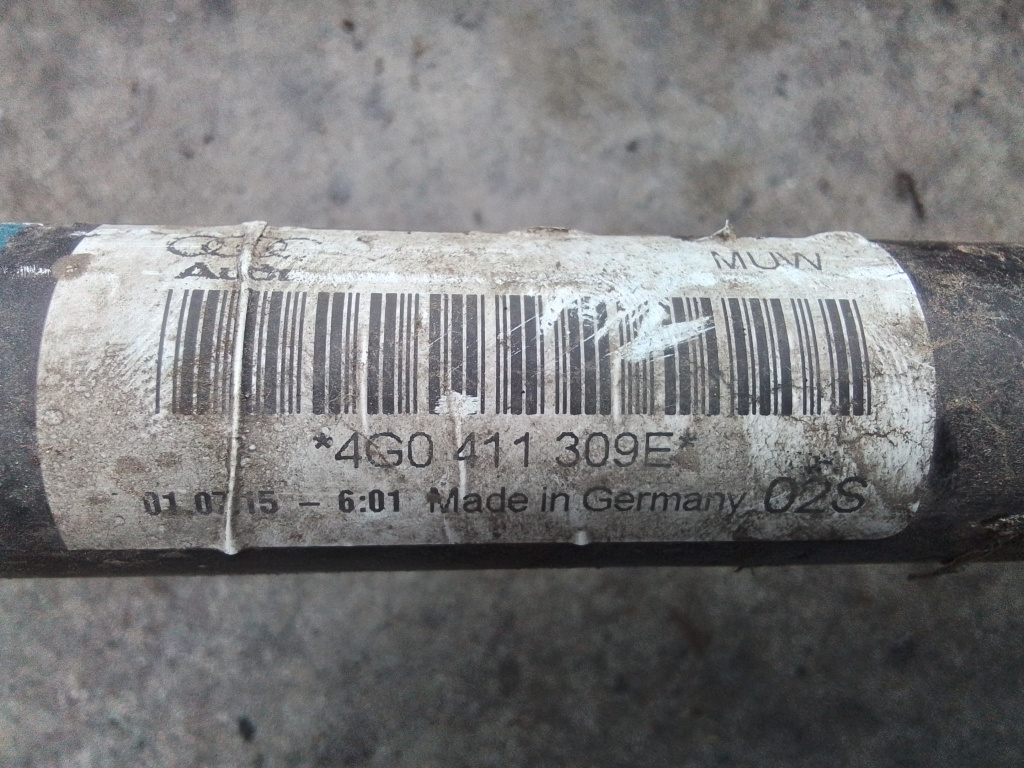 Audi
MUW
*4G0 411 309E*
01.07.15 - 6:01 Made in Germany 02S